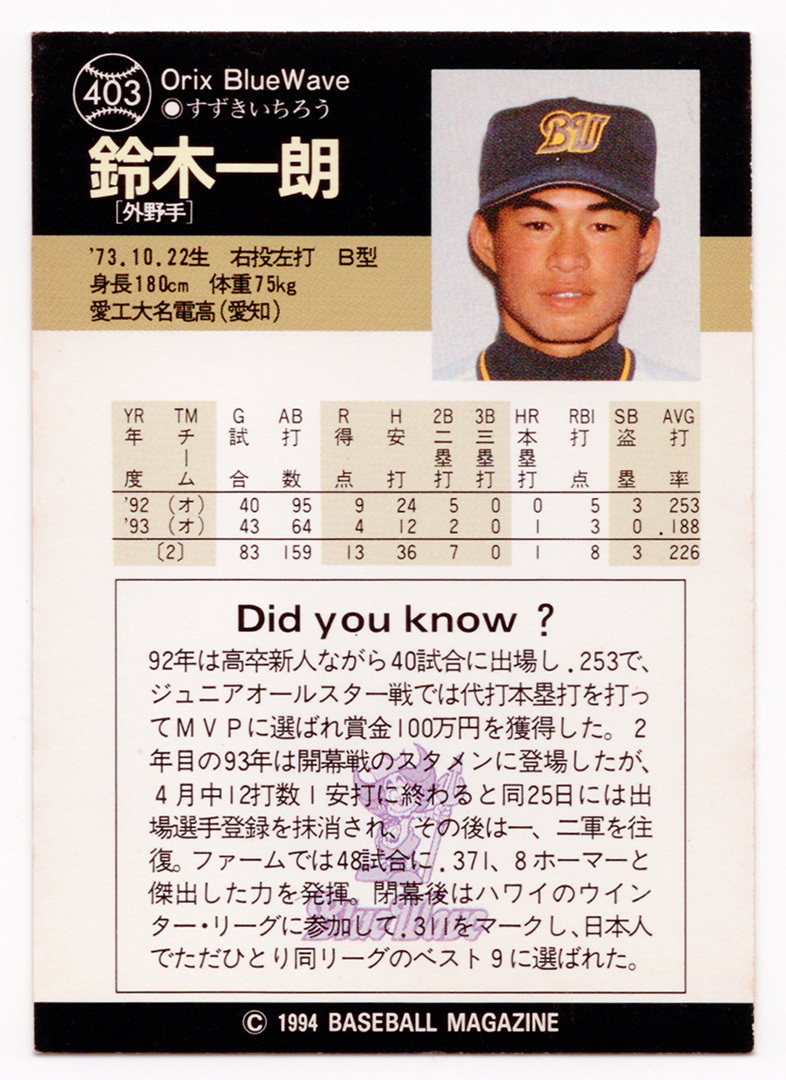 403
Orix BlueWave
◉すずきいちろう
鈴木一朗
[外野手]
BW
'73.10.22生 右投左打 B型
身長180cm 体重75kg
愛工大名電高(愛知)
YR TM G AB R H 2B 3B HR RBI SB AVG
年度 チーム 試合 打数 得点 安打 二塁打 三塁打 本塁打 打点 盗塁 打率
'92 (オ) 40 95 9 24 5 0 0 5 3 253
'93 (オ) 43 64 4 12 2 0 1 3 0 .188
〔2〕 83 159 13 36 7 0 1 8 3 226
Did you know ?
92年は高卒新人ながら40試合に出場し.253で、
ジュニアオールスター戦では代打本塁打を打っ
てMVPに選ばれ賞金100万円を獲得した。2
年目の93年は開幕戦のスタメンに登場したが、
4月中12打数1安打に終わると同25日には出
場選手登録を抹消され、その後は一、二軍を往
復。ファームでは48試合に.371、8ホーマーと
傑出した力を発揮。閉幕後はハワイのウイン
ター・リーグに参加して.311をマークし、日本人
でただひとり同リーグのベスト9に選ばれた。
BlueWave
© 1994 BASEBALL MAGAZINE